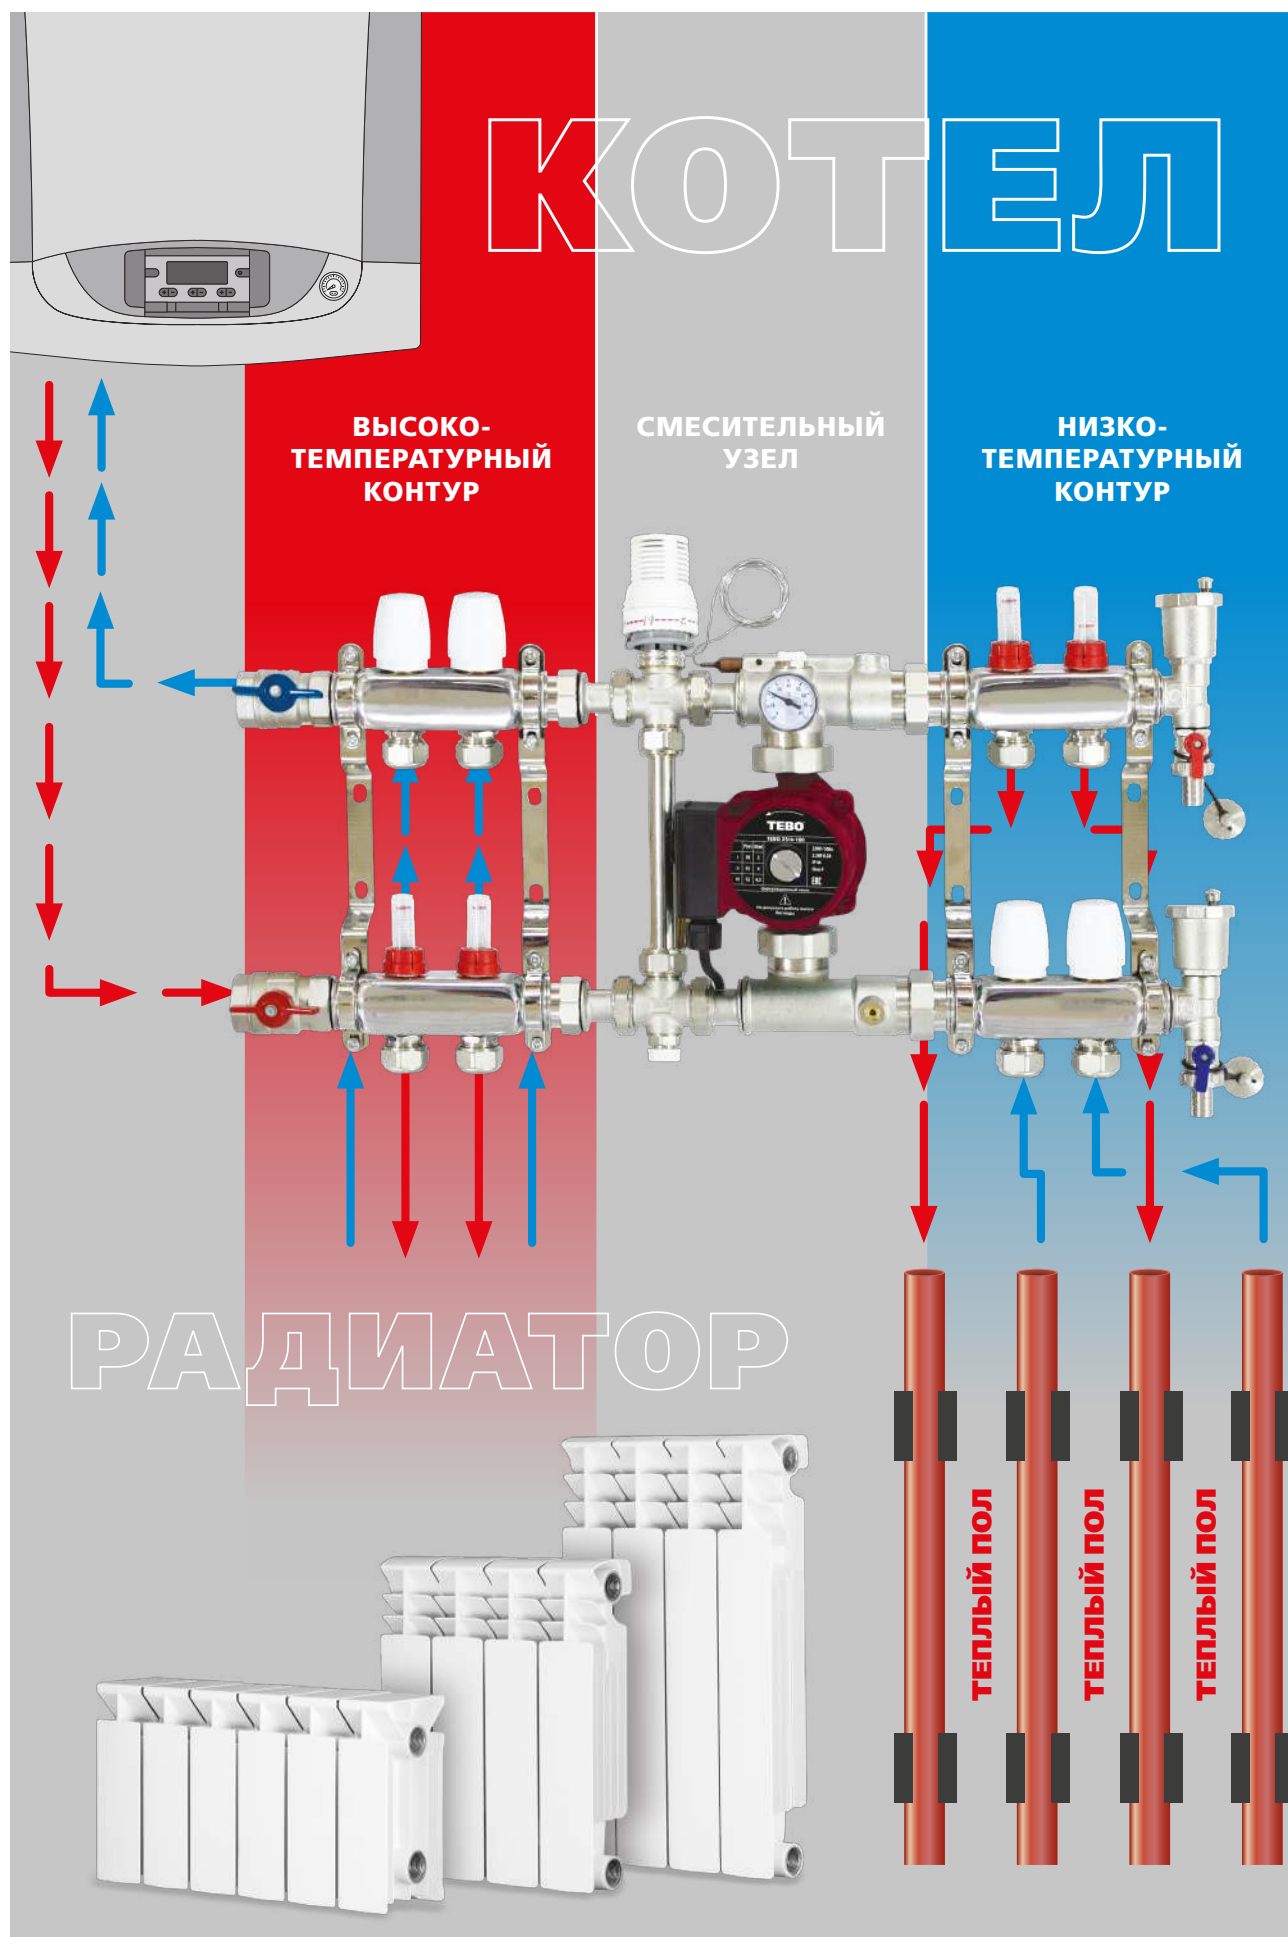 КОТЕЛ
ВЫСОКО-
ТЕМПЕРАТУРНЫЙ
КОНТУР
СМЕСИТЕЛЬНЫЙ
УЗЕЛ
НИЗКО-
ТЕМПЕРАТУРНЫЙ
КОНТУР
TEBO
РАДИАТОР
ТЕПЛЫЙ ПОЛ
ТЕПЛЫЙ ПОЛ
ТЕПЛЫЙ ПОЛ